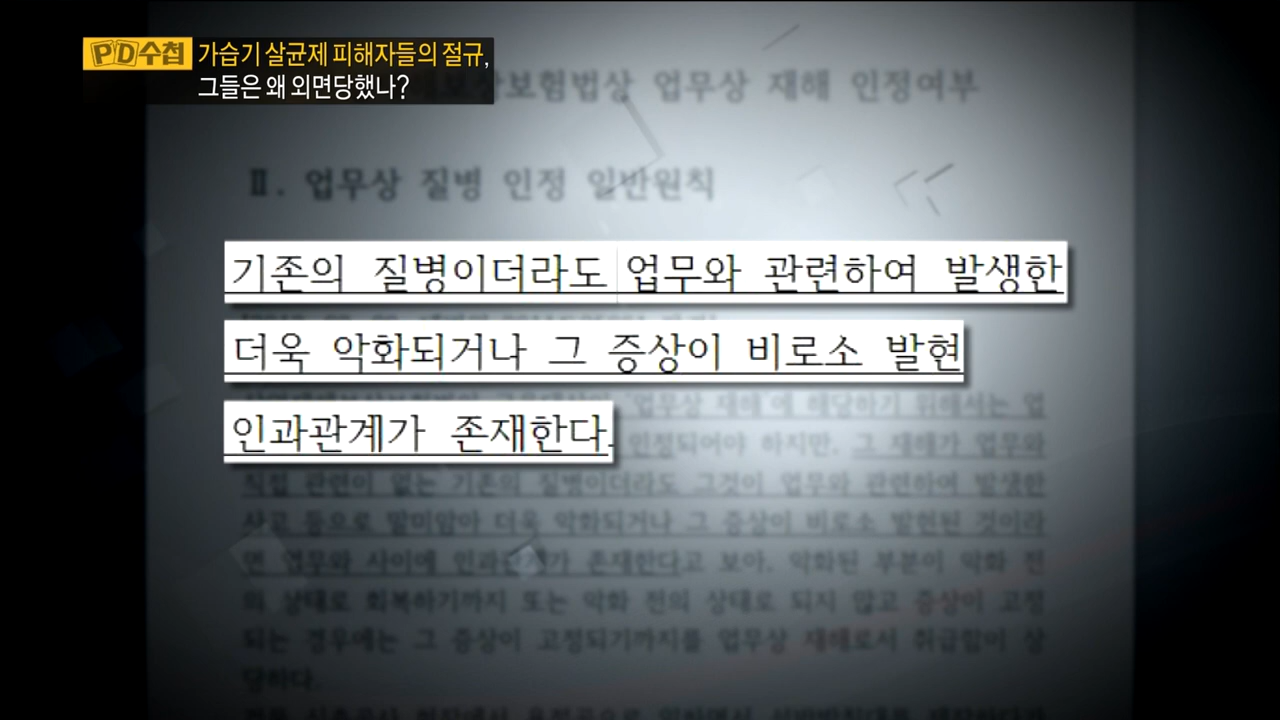 PD수첩 가습기 살균제 피해자들의 절규,
그들은 왜 외면당했나?
보험법상 업무상 재해 인정여부
Ⅱ. 업무상 질병 인정 일반원칙
기존의 질병이더라도 업무와 관련하여 발생한
더욱 악화되거나 그 증상이 비로소 발현
인과관계가 존재한다.
'업무상 재해'에 해당하기 위해서는 업
인정되어야 하지만, 그 재해가 업무와
직접 관련이 없는 기존의 질병이더라도 그것이 업무와 관련하여 발생한
사고 등으로 말미암아 더욱 악화되거나 그 증상이 비로소 발현된 것이라
면 업무와 사이에 인과관계가 존재한다고 보아, 악화된 부분이 악화 전
의 상태로 회복하기까지 또는 악화 전의 상태로 되지 않고 증상이 고정
되는 경우에는 그 증상이 고정되기까지를 업무상 재해로서 취급함이 상
당하다.